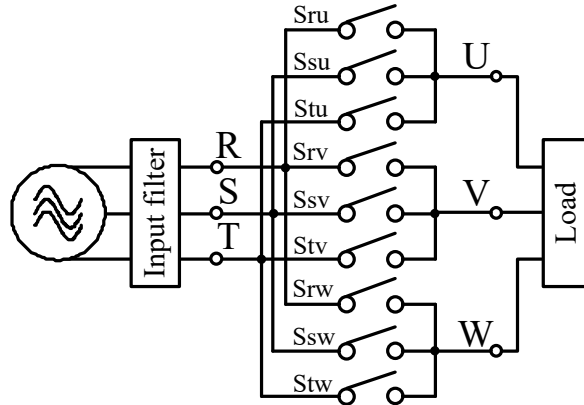 Sru
Ssu
Stu
Srv
Ssv
Stv
Srw
Ssw
Stw
R
S
T
U
V
W
Input filter
Load